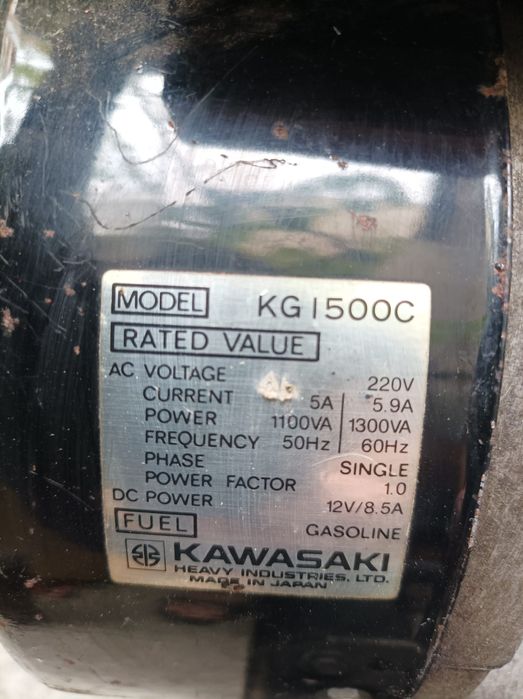 MODEL KG1500C
RATED VALUE
AC VOLTAGE 220V
CURRENT 5A 5.9A
POWER 1100VA 1300VA
FREQUENCY 50Hz 60Hz
PHASE SINGLE
POWER FACTOR 1.0
DC POWER 12V/8.5A
FUEL GASOLINE
KAWASAKI
HEAVY INDUSTRIES. LTD.
MADE IN JAPAN